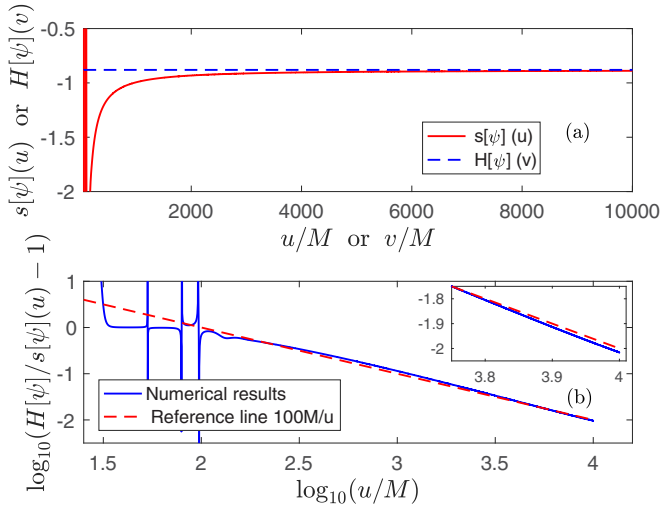 s[ψ](u) or H[ψ](v)
-0.5
-1
-1.5
-2
s[ψ] (u)
H[ψ] (v)
(a)
2000 4000 6000 8000 10000
u/M or v/M
log₁₀(H[ψ]/s[ψ](u) − 1)
1
0
-1
-2
-1.8
-1.9
-2
3.8 3.9 4
Numerical results
Reference line 100M/u
(b)
1.5 2 2.5 3 3.5 4
log₁₀(u/M)